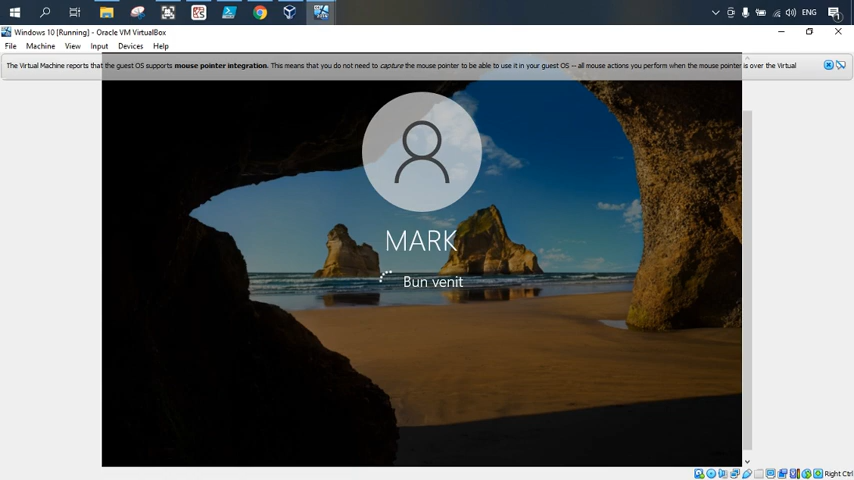 ENG
Windows 10 [Running] - Oracle VM VirtualBox
File Machine View Input Devices Help
The Virtual Machine reports that the guest OS supports mouse pointer integration. This means that you do not need to capture the mouse pointer to be able to use it in your guest OS -- all mouse actions you perform when the mouse pointer is over the Virtual
MARK
Bun venit
Right Ctrl